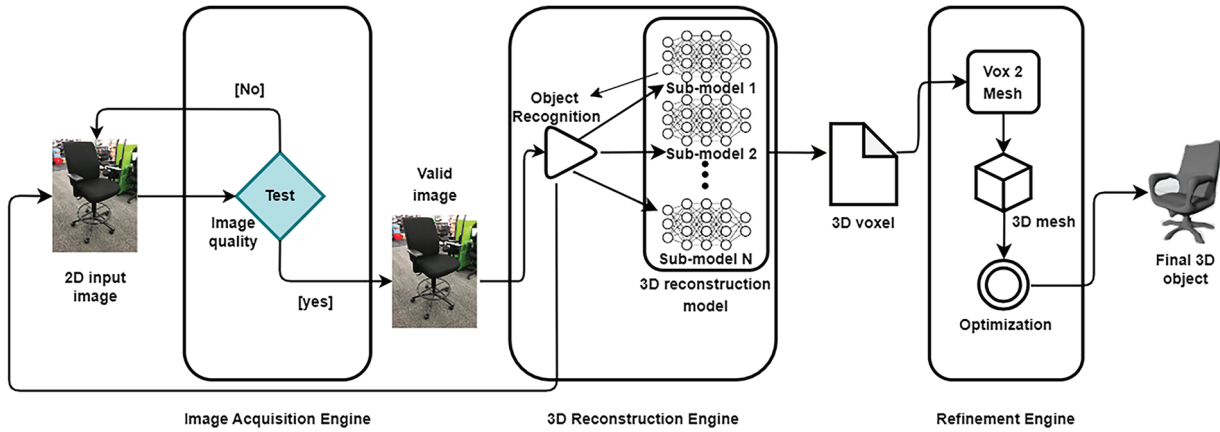 [No]
Test
Image
quality
2D input
image
[yes]
Valid
image
Object
Recognition
Sub-model 1
Sub-model 2
Sub-model N
3D reconstruction
model
3D voxel
Vox 2
Mesh
3D mesh
Optimization
Final 3D
object
Image Acquisition Engine
3D Reconstruction Engine
Refinement Engine